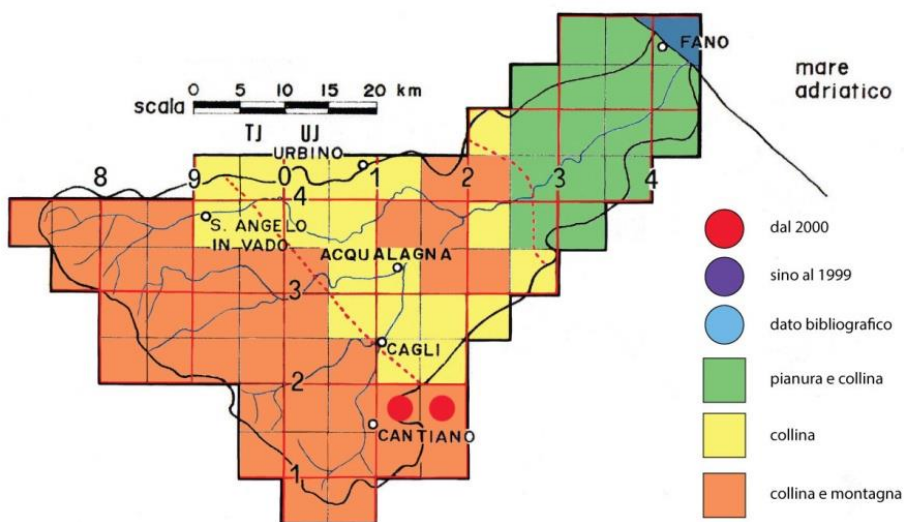 FANO
mare
adriatico
0 5 10 15 20 km
scala
TJ UJ
URBINO
8 9 0 1 2 3 4
4
S. ANGELO
IN VADO
ACQUALAGNA
3
CAGLI
2
CANTIANO
1
dal 2000
sino al 1999
dato bibliografico
pianura e collina
collina
collina e montagna